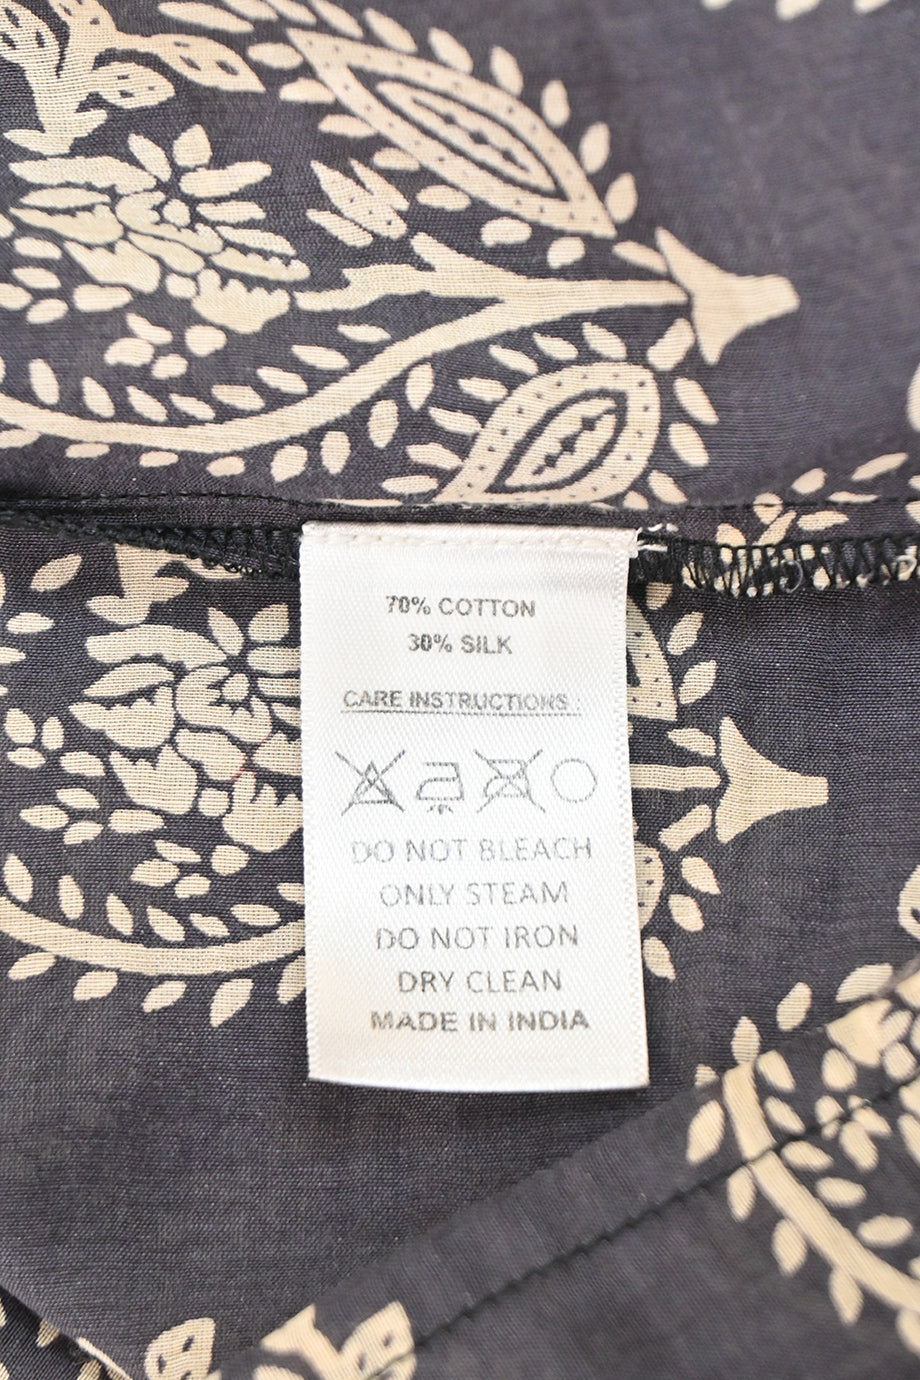 70% COTTON
30% SILK
CARE INSTRUCTIONS :
DO NOT BLEACH
ONLY STEAM
DO NOT IRON
DRY CLEAN
MADE IN INDIA